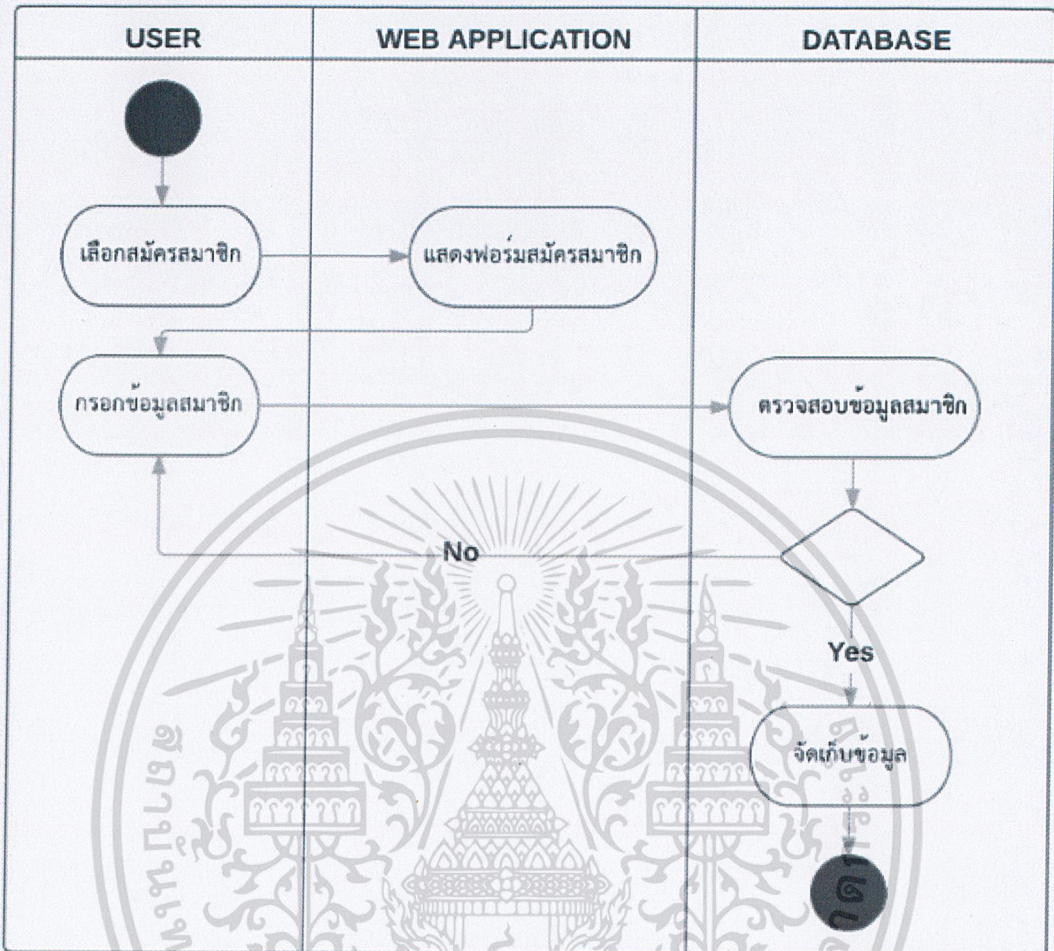 USER
WEB APPLICATION
DATABASE
เลือกสมัครสมาชิก
แสดงฟอร์มสมัครสมาชิก
กรอกข้อมูลสมาชิก
ตรวจสอบข้อมูลสมาชิก
No
Yes
จัดเก็บข้อมูล